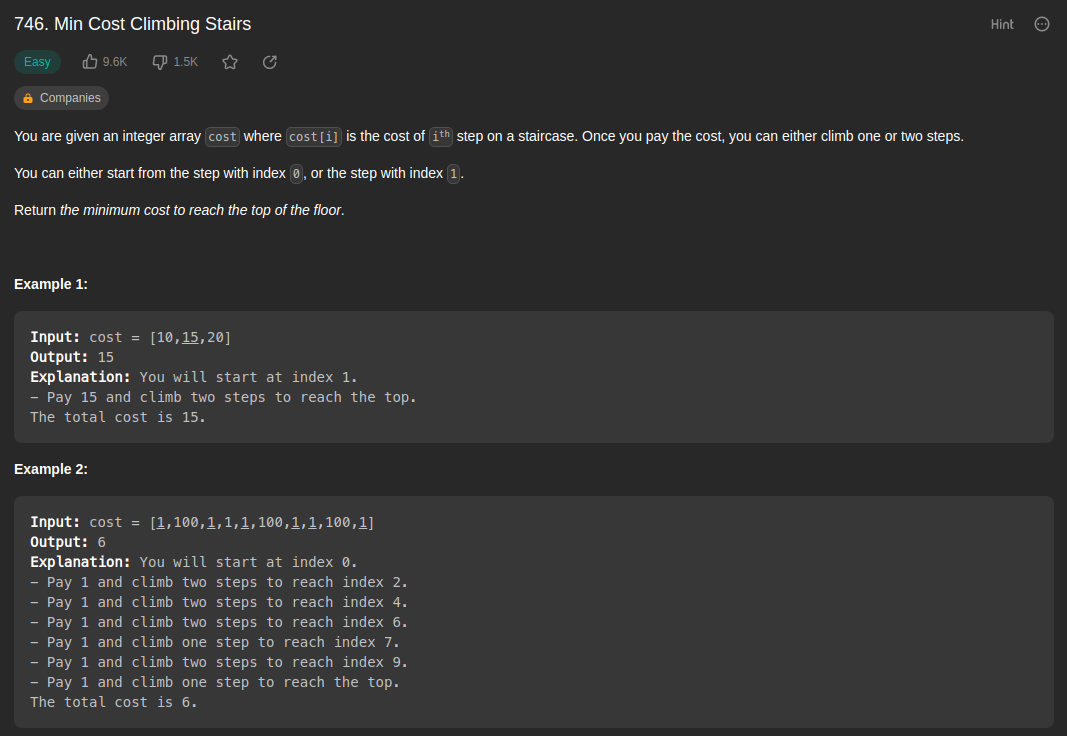 746. Min Cost Climbing Stairs
Hint
Easy 9.6K 1.5K
Companies
You are given an integer array cost where cost[i] is the cost of ith step on a staircase. Once you pay the cost, you can either climb one or two steps.
You can either start from the step with index 0, or the step with index 1.
Return the minimum cost to reach the top of the floor.
Example 1:
Input: cost = [10,15,20]
Output: 15
Explanation: You will start at index 1.
- Pay 15 and climb two steps to reach the top.
The total cost is 15.
Example 2:
Input: cost = [1,100,1,1,1,100,1,1,100,1]
Output: 6
Explanation: You will start at index 0.
- Pay 1 and climb two steps to reach index 2.
- Pay 1 and climb two steps to reach index 4.
- Pay 1 and climb two steps to reach index 6.
- Pay 1 and climb one step to reach index 7.
- Pay 1 and climb two steps to reach index 9.
- Pay 1 and climb one step to reach the top.
The total cost is 6.